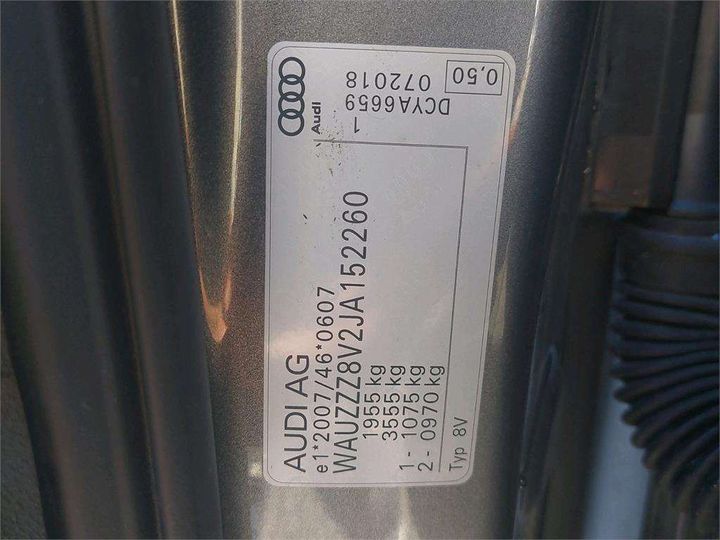 AUDI AG
e1*2007/46*0607
WAUZZZ8V2JA152260
1955 kg
3555 kg
1 - 1075 kg
2 - 0970 kg
Typ 8V
Audi
1
DCYA6659
072018
0,50